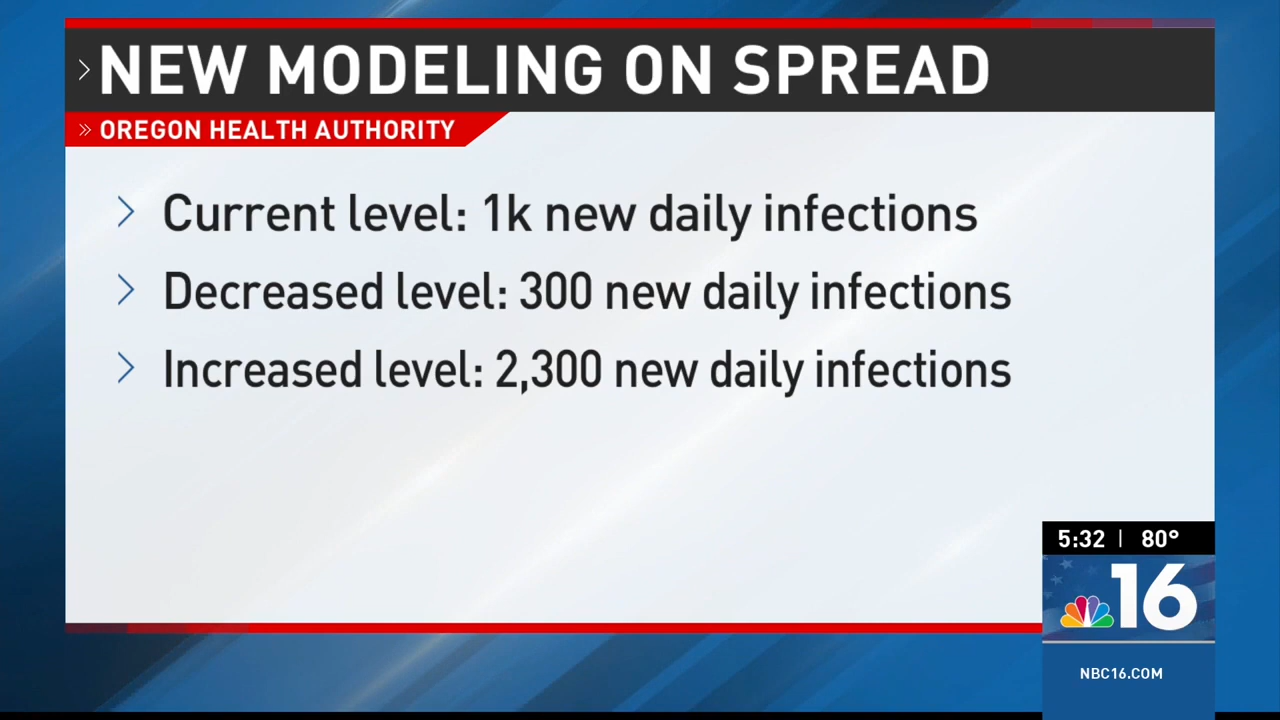 NEW MODELING ON SPREAD
OREGON HEALTH AUTHORITY
Current level: 1k new daily infections
Decreased level: 300 new daily infections
Increased level: 2,300 new daily infections
5:32 | 80°
16
NBC16.COM